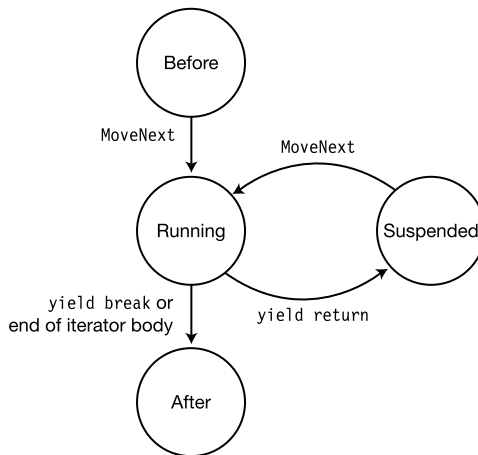 Before
MoveNext
MoveNext
Running
Suspended
yield break or
end of iterator body
yield return
After